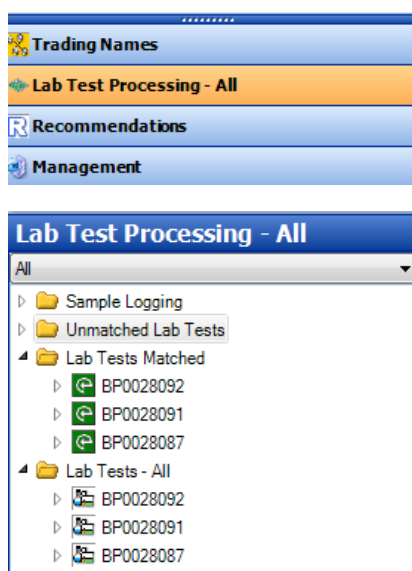 Trading Names
Lab Test Processing - All
Recommendations
Management
Lab Test Processing - All
All
Sample Logging
Unmatched Lab Tests
Lab Tests Matched
BP0028092
BP0028091
BP0028087
Lab Tests - All
BP0028092
BP0028091
BP0028087